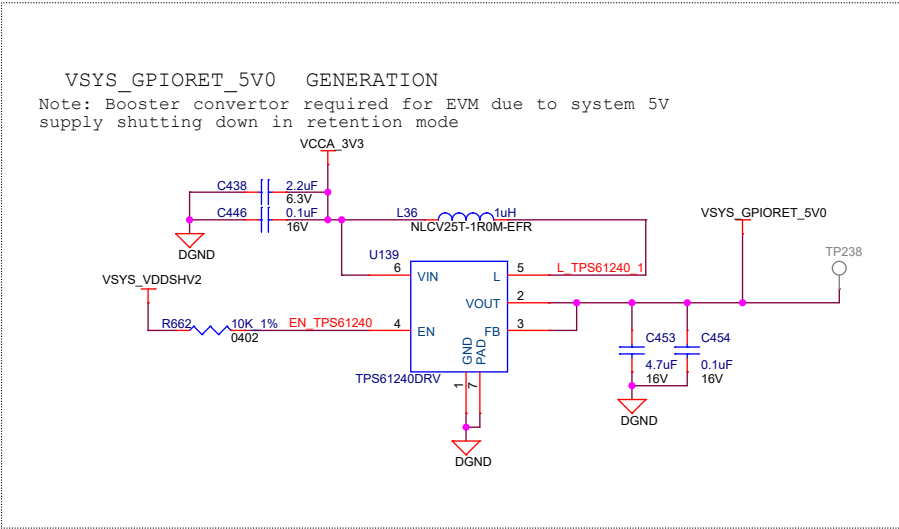 VSYS_GPIORET_5V0 GENERATION
Note: Booster convertor required for EVM due to system 5V
supply shutting down in retention mode
VCCA_3V3
C438 2.2uF
6.3V
C446 0.1uF
16V
L36 1uH
NLCV25T-1R0M-EFR
VSYS_GPIORET_5V0
DGND
TP238
U139
6 VIN L 5 L_TPS61240_1
VSYS_VDDSHV2
VOUT 2
R662 10K_1% EN_TPS61240 4 EN FB 3
0402
C453 C454
GND
PAD
4.7uF 0.1uF
16V 16V
TPS61240DRV
1 7
DGND
DGND